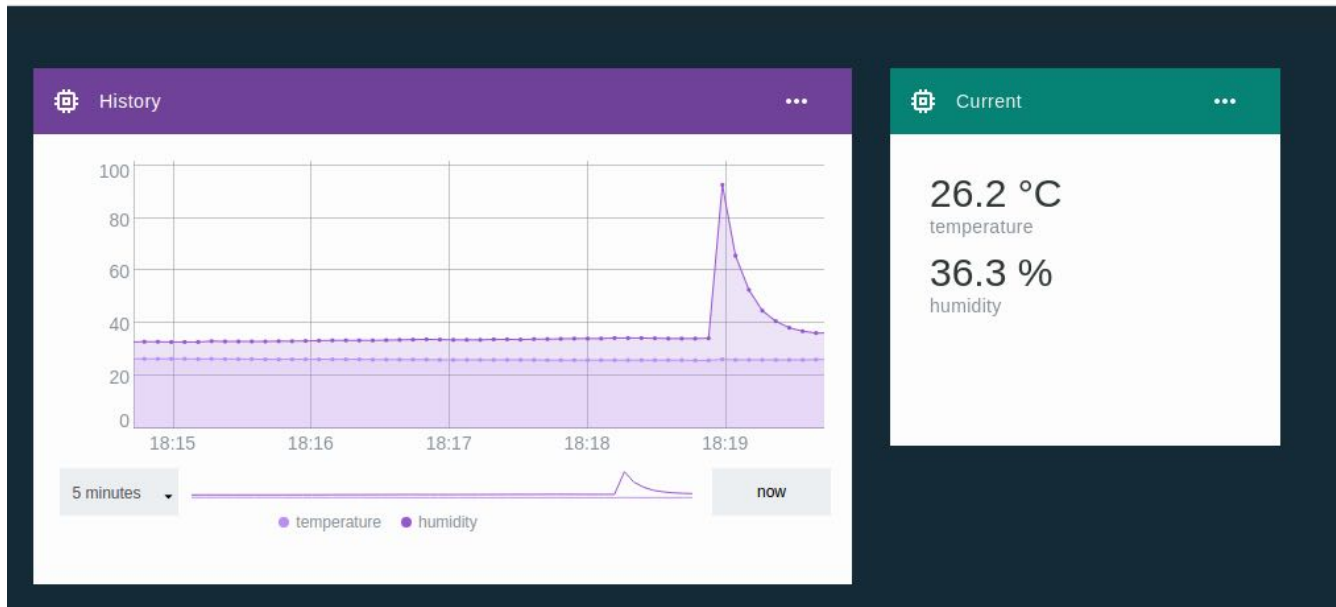 History
100
80
60
40
20
0
18:15 18:16 18:17 18:18 18:19
5 minutes
now
temperature humidity
Current
26.2 °C
temperature
36.3 %
humidity